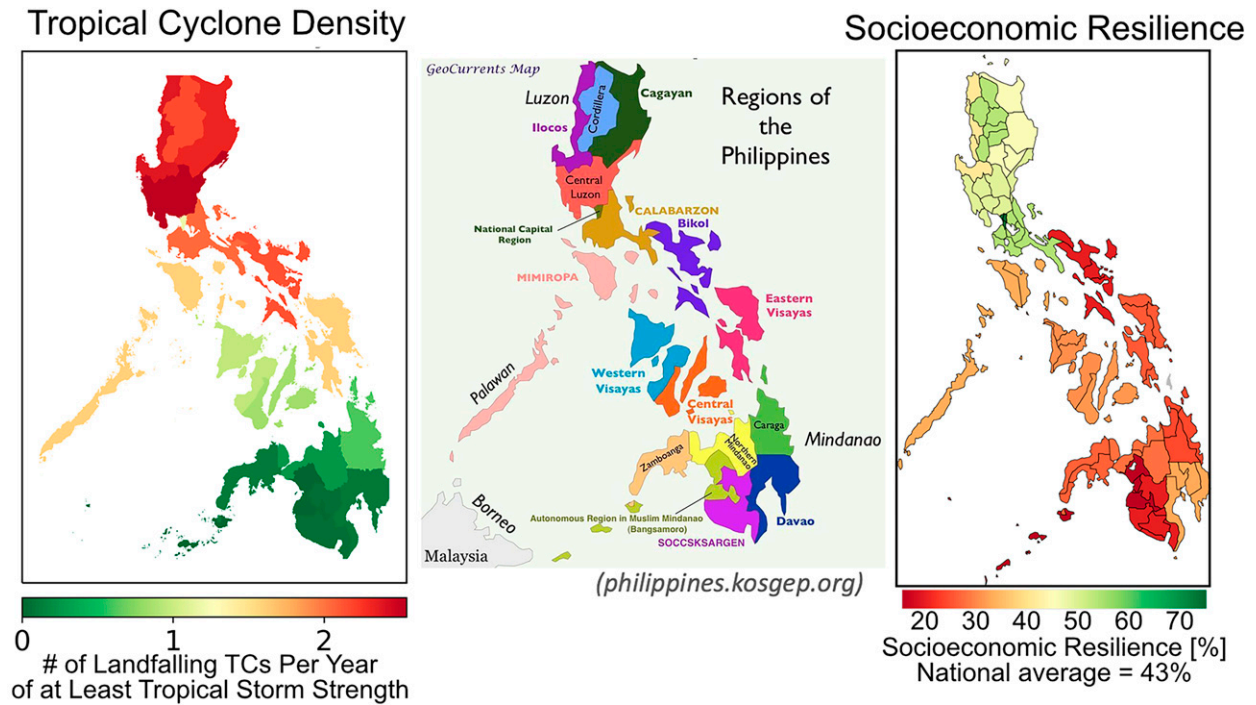 Tropical Cyclone Density
0
1
2
# of Landfalling TCs Per Year
of at Least Tropical Storm Strength
GeoCurrents Map
Regions of
the
Philippines
Luzon
Cordillera
Cagayan
Ilocos
Central
Luzon
National Capital
Region
CALABARZON
Bikol
MIMIROPA
Eastern
Visayas
Western
Visayas
Palawan
Central
Visayas
Caraga
Mindanao
Zamboanga
Northern
Mindanao
Borneo
Autonomous Region in Muslim Mindanao
(Bangsamoro)
Davao
SOCCSKSARGEN
Malaysia
(philippines.kosgep.org)
Socioeconomic Resilience
20 30 40 50 60 70
Socioeconomic Resilience [%]
National average = 43%